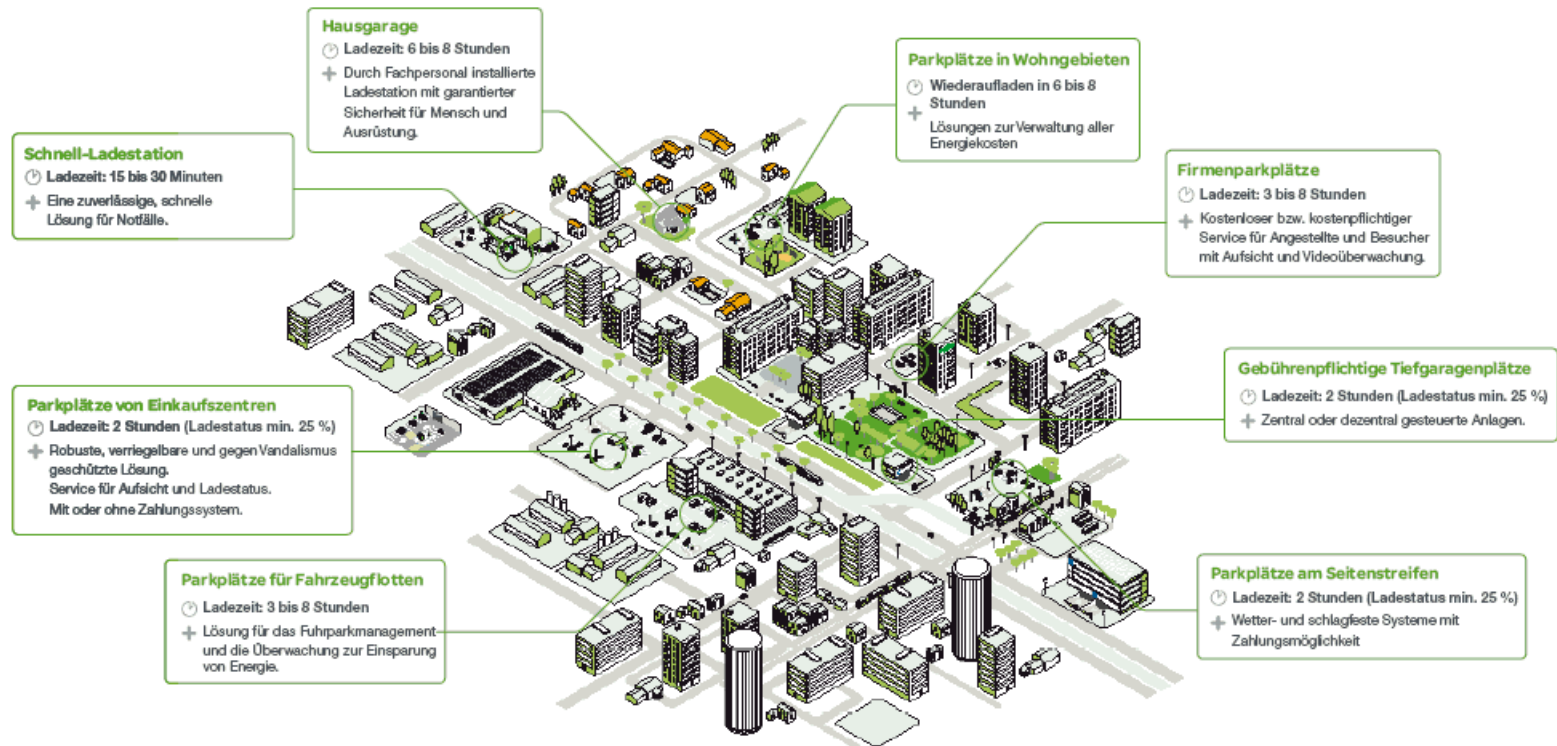 Hausgarage
Ladezeit: 6 bis 8 Stunden
Durch Fachpersonal installierte
Ladestation mit garantierter
Sicherheit für Mensch und
Ausrüstung.
Parkplätze in Wohngebieten
Wiederaufladen in 6 bis 8
Stunden
Lösungen zur Verwaltung aller
Energiekosten
Schnell-Ladestation
Ladezeit: 15 bis 30 Minuten
Eine zuverlässige, schnelle
Lösung für Notfälle.
Firmenparkplätze
Ladezeit: 3 bis 8 Stunden
Kostenloser bzw. kostenpflichtiger
Service für Angestellte und Besucher
mit Aufsicht und Videoüberwachung.
Gebührenpflichtige Tiefgaragenplätze
Ladezeit: 2 Stunden (Ladestatus min. 25 %)
Zentral oder dezentral gesteuerte Anlagen.
Parkplätze von Einkaufszentren
Ladezeit: 2 Stunden (Ladestatus min. 25 %)
Robuste, verriegelbare und gegen Vandalismus
geschützte Lösung.
Service für Aufsicht und Ladestatus.
Mit oder ohne Zahlungssystem.
Parkplätze für Fahrzeugflotten
Ladezeit: 3 bis 8 Stunden
Lösung für das Fuhrparkmanagement
und die Überwachung zur Einsparung
von Energie.
Parkplätze am Seitenstreifen
Ladezeit: 2 Stunden (Ladestatus min. 25 %)
Wetter- und schlagfeste Systeme mit
Zahlungsmöglichkeit